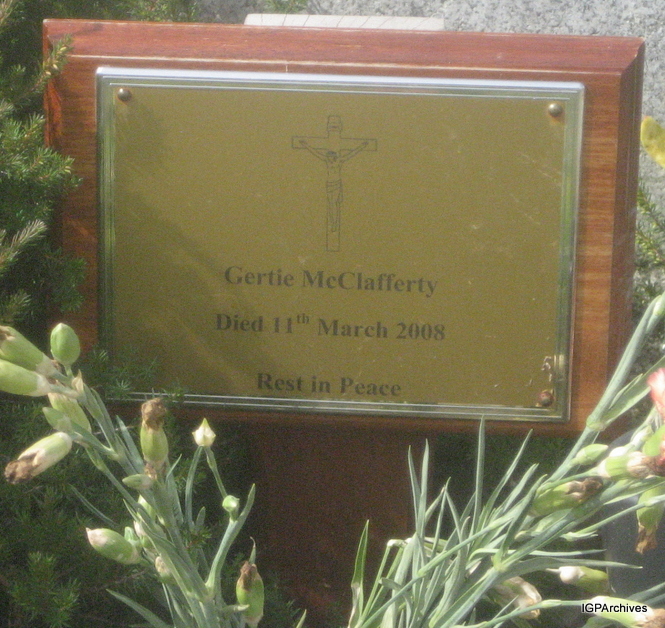 Gertie McClafferty
Died 11th March 2008
Rest in Peace
IGPArchives